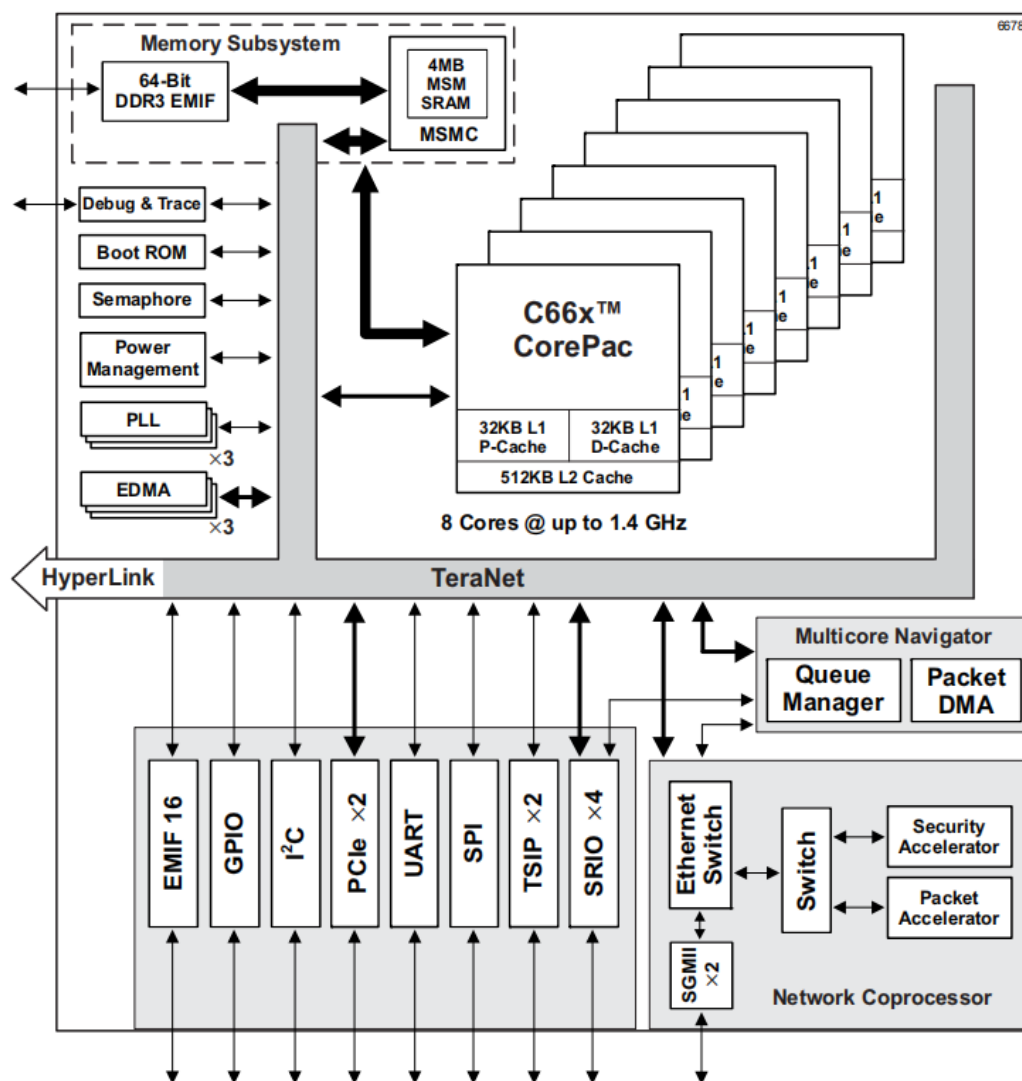 6678
Memory Subsystem
64-Bit
DDR3 EMIF
4MB
MSM
SRAM
MSMC
Debug & Trace
Boot ROM
Semaphore
Power
Management
PLL
×3
EDMA
×3
C66x™
CorePac
32KB L1
P-Cache
32KB L1
D-Cache
512KB L2 Cache
8 Cores @ up to 1.4 GHz
HyperLink
TeraNet
Multicore Navigator
Queue
Manager
Packet
DMA
EMIF 16
GPIO
I²C
PCIe ×2
UART
SPI
TSIP ×2
SRIO ×4
Ethernet
Switch
Switch
Security
Accelerator
Packet
Accelerator
SGMII
×2
Network Coprocessor